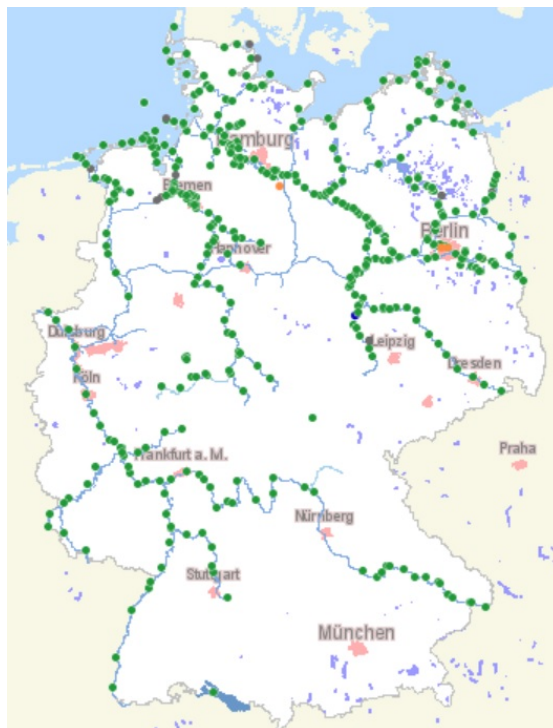 Hamburg
Bremen
Berlin
Hannover
Duisburg
Leipzig
Dresden
Köln
Praha
Frankfurt a. M.
Nürnberg
Stuttgart
München